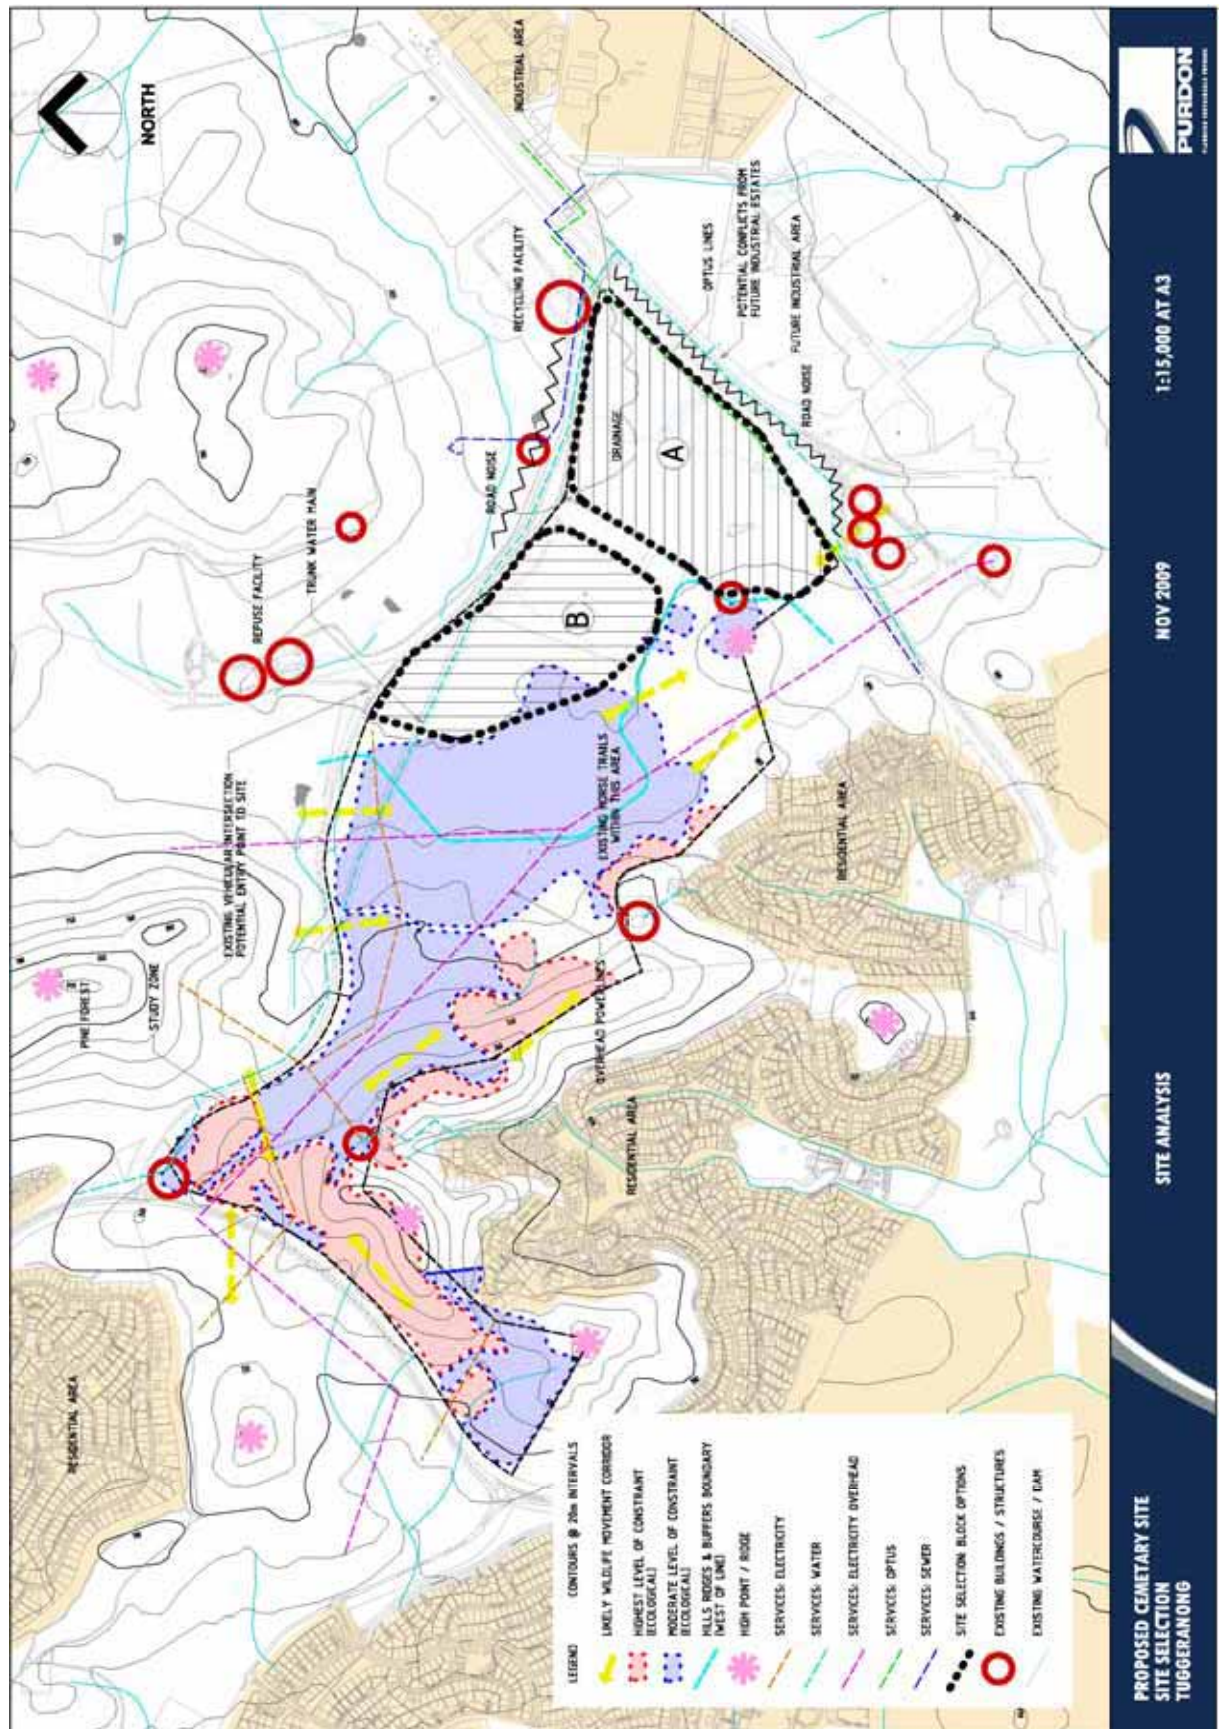 NORTH
INDUSTRIAL AREA
RECYCLING FACILITY
OPTUS LINES
POTENTIAL CONFLICTS FROM
FUTURE INDUSTRIAL ESTATES
FUTURE INDUSTRIAL AREA
ROAD NOISE
DRAINAGE
A
ROAD NOISE
B
TRUNK WATER MAIN
REFUSE FACILITY
EXISTING VEHICULAR INTERSECTION
POTENTIAL ENTRY POINT TO SITE
EXISTING HORSE TRAILS
WITHIN THIS AREA
RESIDENTIAL AREA
PINE FOREST
STUDY ZONE
OVERHEAD POWER LINES
RESIDENTIAL AREA
RESIDENTIAL AREA
LEGEND
CONTOURS @ 20m INTERVALS
LIKELY WILDLIFE MOVEMENT CORRIDOR
HIGHEST LEVEL OF CONSTRAINT
(ECOLOGICAL)
MODERATE LEVEL OF CONSTRAINT
(ECOLOGICAL)
HILLS RIDGES & BUFFERS BOUNDARY
(WEST OF LINE)
HIGH POINT / RIDGE
SERVICES: ELECTRICITY
SERVICES: WATER
SERVICES: ELECTRICITY OVERHEAD
SERVICES: OPTUS
SERVICES: SEWER
SITE SELECTION BLOCK OPTIONS
EXISTING BUILDINGS / STRUCTURES
EXISTING WATERCOURSE / DAM
PROPOSED CEMETARY SITE
SITE SELECTION
TUGGERANONG
SITE ANALYSIS
NOV 2009
1:15,000 AT A3
PURDON